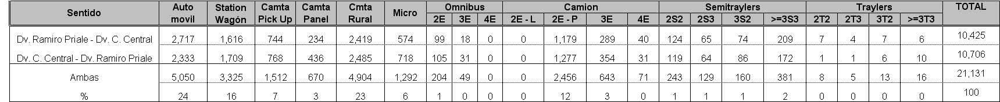 Sentido Auto movil Station Wagón Camta Pick Up Camta Panel Cmta Rural Micro Omnibus Camion Semitraylers Traylers TOTAL
2E 3E 4E 2E - L 2E - P 3E 4E 2S2 2S3 3S2 >=3S3 2T2 2T3 3T2 >=3T3
Dv. Ramiro Priale - Dv. C. Central 2,717 1,616 744 234 2,419 574 99 18 0 0 1,179 289 40 124 65 74 209 7 4 7 6 10,425
Dv. C. Central - Dv. Ramiro Priale 2,333 1,709 768 436 2,485 718 105 31 0 0 1,277 354 31 119 64 86 172 1 1 6 10 10,706
Ambas 5,050 3,325 1,512 670 4,904 1,292 204 49 0 0 2,456 643 71 243 129 160 381 8 5 13 16 21,131
% 24 16 7 3 23 6 1 0 0 0 12 3 0 1 1 1 2 0 0 0 0 100